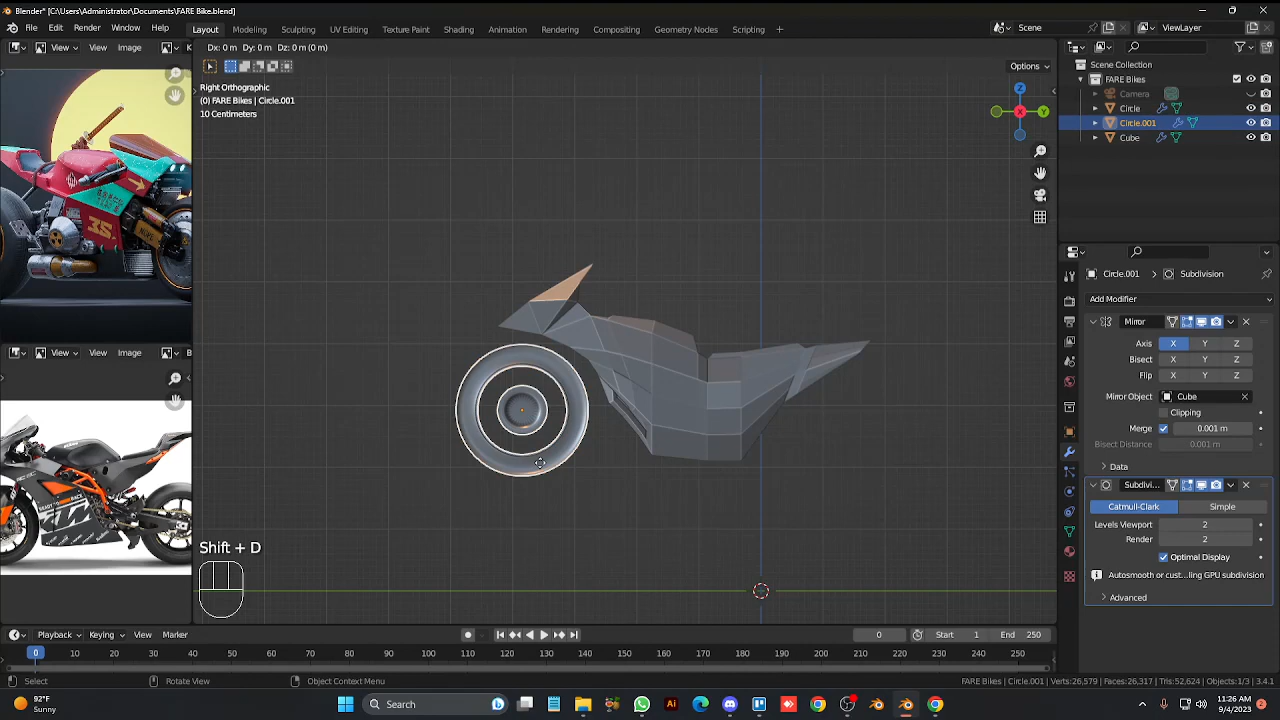 Blender* [C:\Users\Administrator\Documents\FARE Bike.blend]
File Edit Render Window Help Layout Modeling Sculpting UV Editing Texture Paint Shading Animation Rendering Compositing Geometry Nodes Scripting + Scene ViewLayer
View View Image Dx: 0 m Dy: 0 m Dz: 0 m (0 m)
Options
Right Orthographic
(0) FARE Bikes | Circle.001
10 Centimeters
Scene Collection
FARE Bikes
Camera
Circle
Circle.001
Cube
Z
X
Y
35
Circle.001 Subdivision
Add Modifier
Mirror
Axis X Y Z
Bisect X Y Z
Flip X Y Z
Mirror Object Cube
Clipping
Merge 0.001 m
Bisect Distance 0.001 m
Data
Subdivi...
Catmull-Clark Simple
Levels Viewport 2
Render 2
Optimal Display
Autosmooth or cust...ling GPU subdivision
Advanced
View View Image
Shift + D
Playback Keying View Marker 0 Start 1 End 250
0 10 20 30 40 50 60 70 80 90 100 110 120 130 140 150 160 170 180 190 200 210 220 230 240 250
Select Rotate View Object Context Menu FARE Bikes | Circle.001 | Verts:26,579 | Faces:26,317 | Tris:52,624 | Objects:1/3 | 3.4.1
92°F
Sunny
Search
11:26 AM
9/4/2023